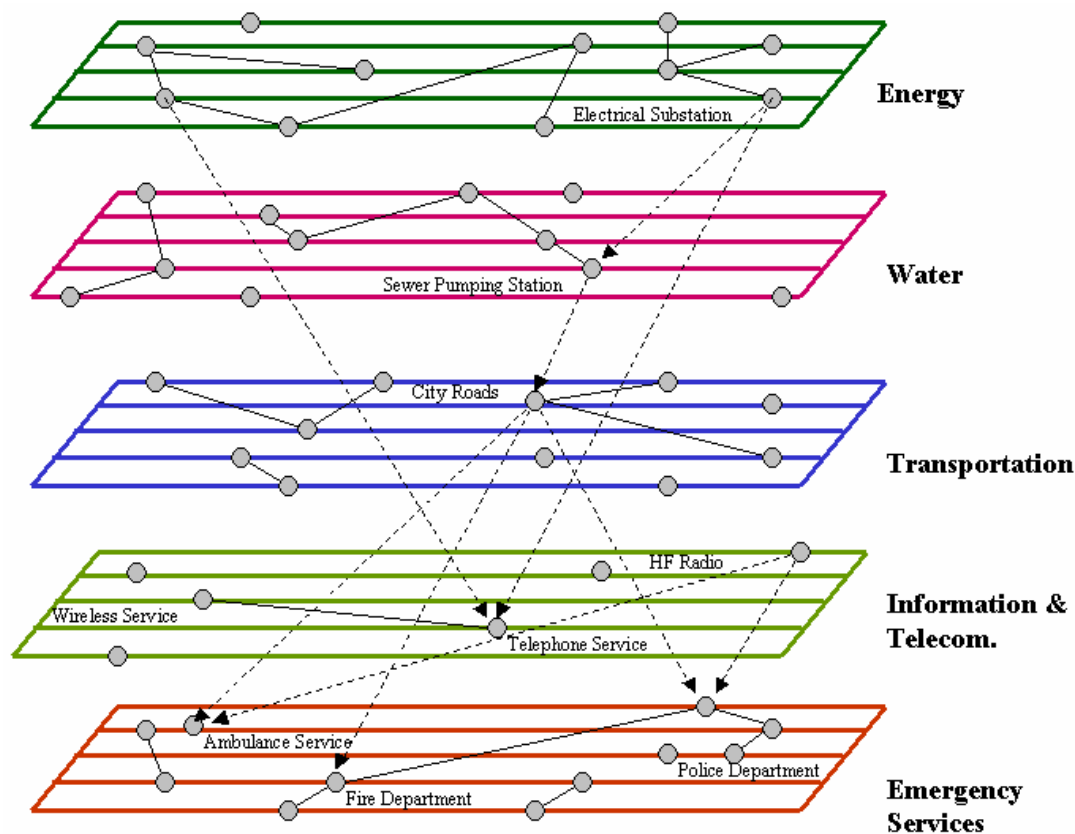 Energy
Electrical Substation
Water
Sewer Pumping Station
City Roads
Transportation
HF Radio
Information &
Telecom.
Wireless Service
Telephone Service
Ambulance Service
Police Department
Fire Department
Emergency
Services